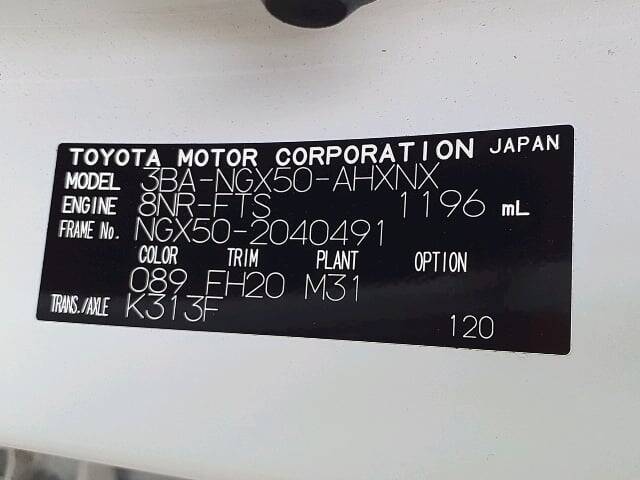 TOYOTA MOTOR CORPORATION JAPAN
MODEL 3BA-NGX50-AHXNX
ENGINE 8NR-FTS 1196 mL
FRAME No. NGX50-2040491
COLOR TRIM PLANT OPTION
089 FH20 M31
TRANS./AXLE K313F
120